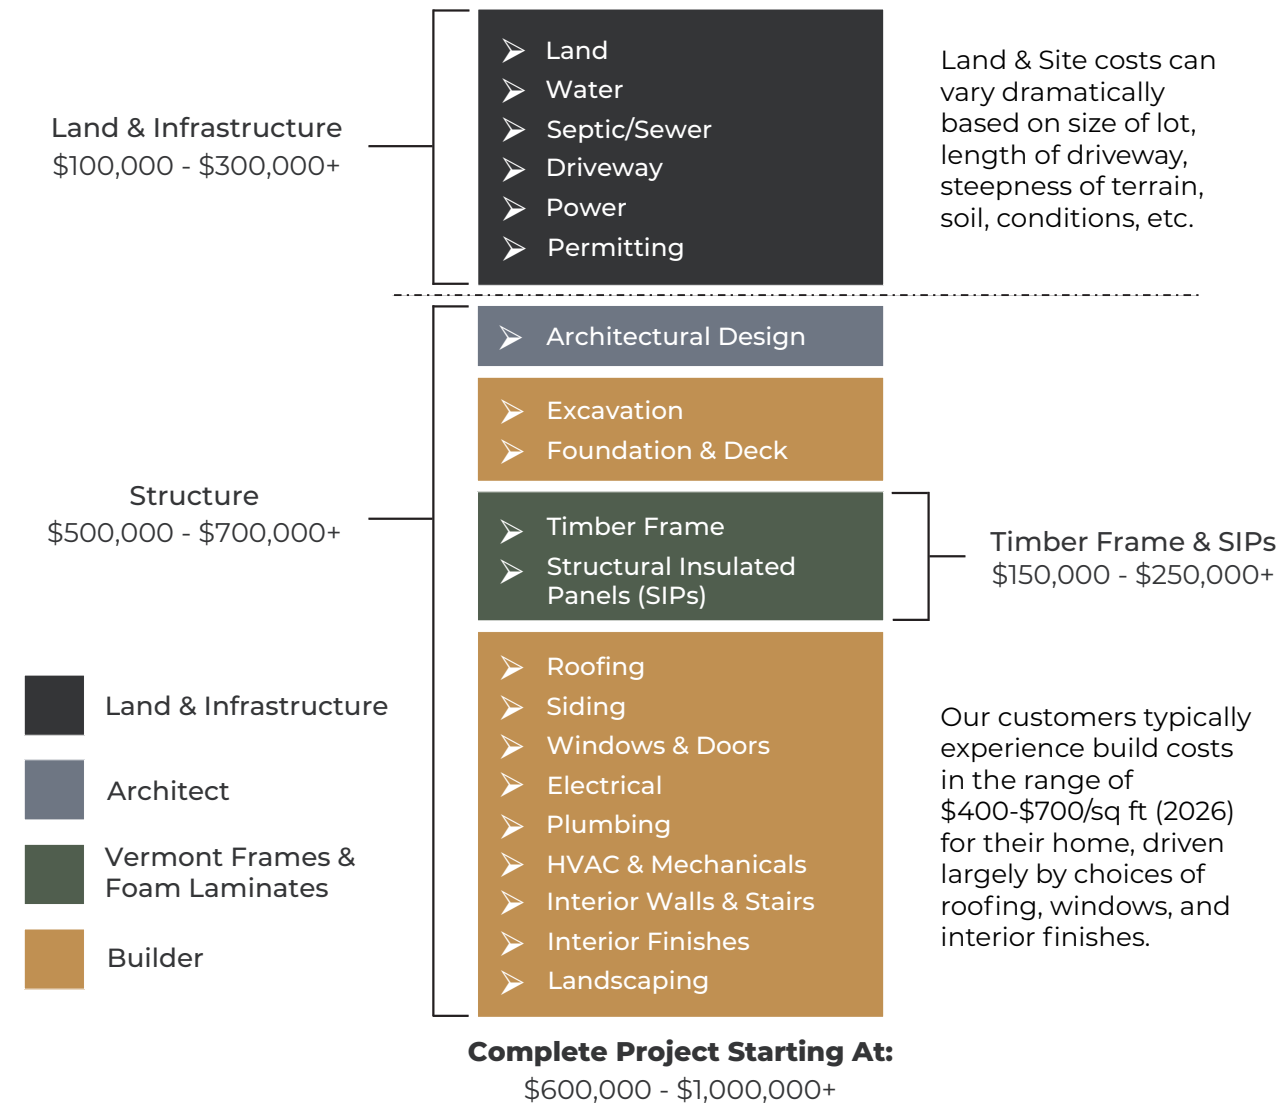 Land & Infrastructure
$100,000 - $300,000+
Land
Water
Septic/Sewer
Driveway
Power
Permitting
Land & Site costs can
vary dramatically
based on size of lot,
length of driveway,
steepness of terrain,
soil, conditions, etc.
Structure
$500,000 - $700,000+
Architectural Design
Excavation
Foundation & Deck
Timber Frame
Structural Insulated
Panels (SIPs)
Timber Frame & SIPs
$150,000 - $250,000+
Roofing
Siding
Windows & Doors
Electrical
Plumbing
HVAC & Mechanicals
Interior Walls & Stairs
Interior Finishes
Landscaping
Our customers typically
experience build costs
in the range of
$400-$700/sq ft (2026)
for their home, driven
largely by choices of
roofing, windows, and
interior finishes.
Land & Infrastructure
Architect
Vermont Frames &
Foam Laminates
Builder
Complete Project Starting At:
$600,000 - $1,000,000+